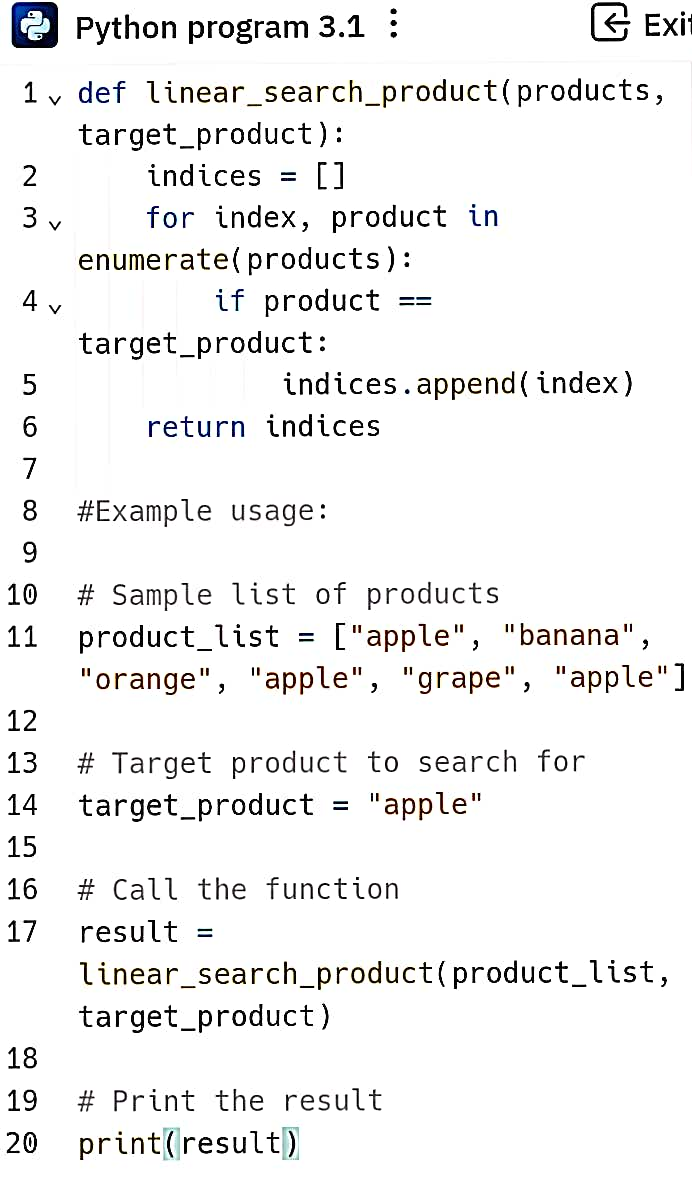 Python program 3.1
Exit
1 def linear_search_product(products,
target_product):
2     indices = []
3     for index, product in
enumerate(products):
4         if product ==
target_product:
5             indices.append(index)
6     return indices
7
8 #Example usage:
9
10 # Sample list of products
11 product_list = ["apple", "banana",
"orange", "apple", "grape", "apple"]
12
13 # Target product to search for
14 target_product = "apple"
15
16 # Call the function
17 result =
linear_search_product(product_list,
target_product)
18
19 # Print the result
20 print(result)